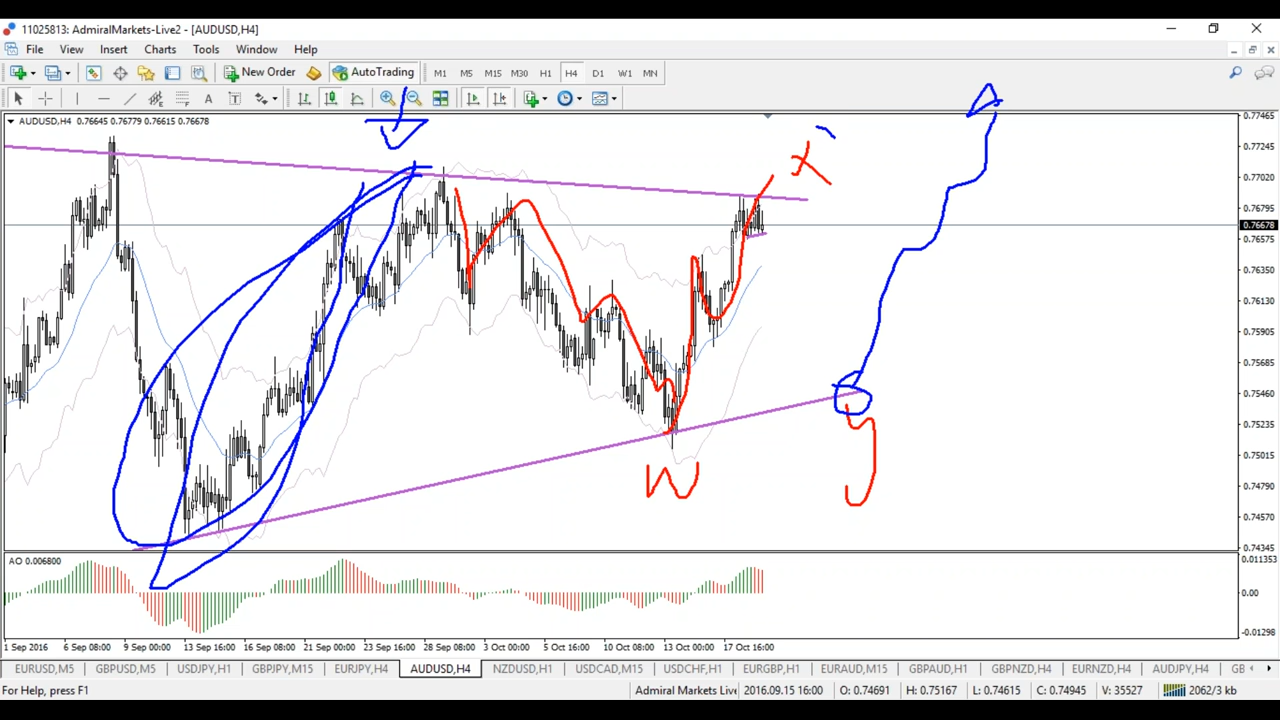 11025813: AdmiralMarkets-Live2 - [AUDUSD,H4]
File View Insert Charts Tools Window Help
New Order AutoTrading M1 M5 M15 M30 H1 H4 D1 W1 MN
A T
AUDUSD,H4 0.76645 0.76779 0.76615 0.76678
0.77465
0.77245
0.77020
0.76795
0.76678
0.76575
0.76350
0.76130
0.75905
0.75685
0.75460
0.75235
0.75015
0.74790
0.74570
0.74345
X
W
y
AO 0.006800
0.011353
0.00
-0.01298
1 Sep 2016 6 Sep 08:00 9 Sep 00:00 13 Sep 16:00 16 Sep 08:00 21 Sep 00:00 23 Sep 16:00 28 Sep 08:00 3 Oct 00:00 5 Oct 16:00 10 Oct 08:00 13 Oct 00:00 17 Oct 16:00
EURUSD,M5 GBPUSD,M5 USDJPY,H1 GBPJPY,M15 EURJPY,H4 AUDUSD,H4 NZDUSD,H1 USDCAD,M15 USDCHF,H1 EURGBP,H1 EURAUD,M15 GBPAUD,H1 GBPNZD,H4 EURNZD,H4 AUDJPY,H4 GB
For Help, press F1 Admiral Markets Live 2016.09.15 16:00 O: 0.74691 H: 0.75167 L: 0.74615 C: 0.74945 V: 35527 2062/3 kb